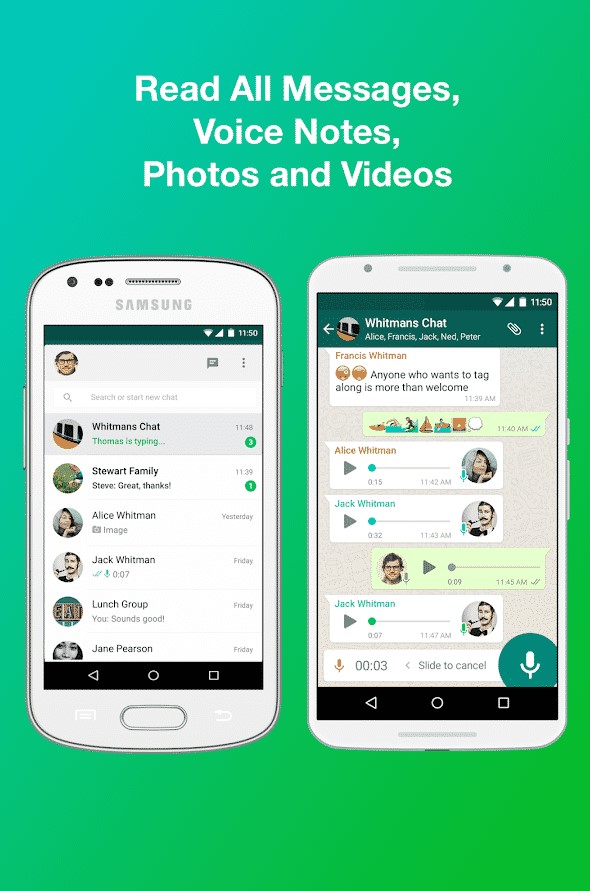 Read All Messages,
Voice Notes,
Photos and Videos
SAMSUNG
11:50
Search or start new chat
Whitmans Chat
11:48
Thomas is typing...
3
Stewart Family
11:39
Steve: Great, thanks!
1
Alice Whitman
Yesterday
Image
Jack Whitman
Friday
0:07
Lunch Group
Friday
You: Sounds good!
Jane Pearson
Friday
11:50
Whitmans Chat
Alice, Francis, Jack, Ned, Peter
Francis Whitman
Anyone who wants to tag
along is more than welcome
11:39 AM
11:40 AM
Alice Whitman
0:15
11:42 AM
Jack Whitman
0:32
11:43 AM
0:09
11:45 AM
Jack Whitman
0:07
11:47 AM
00:03
Slide to cancel